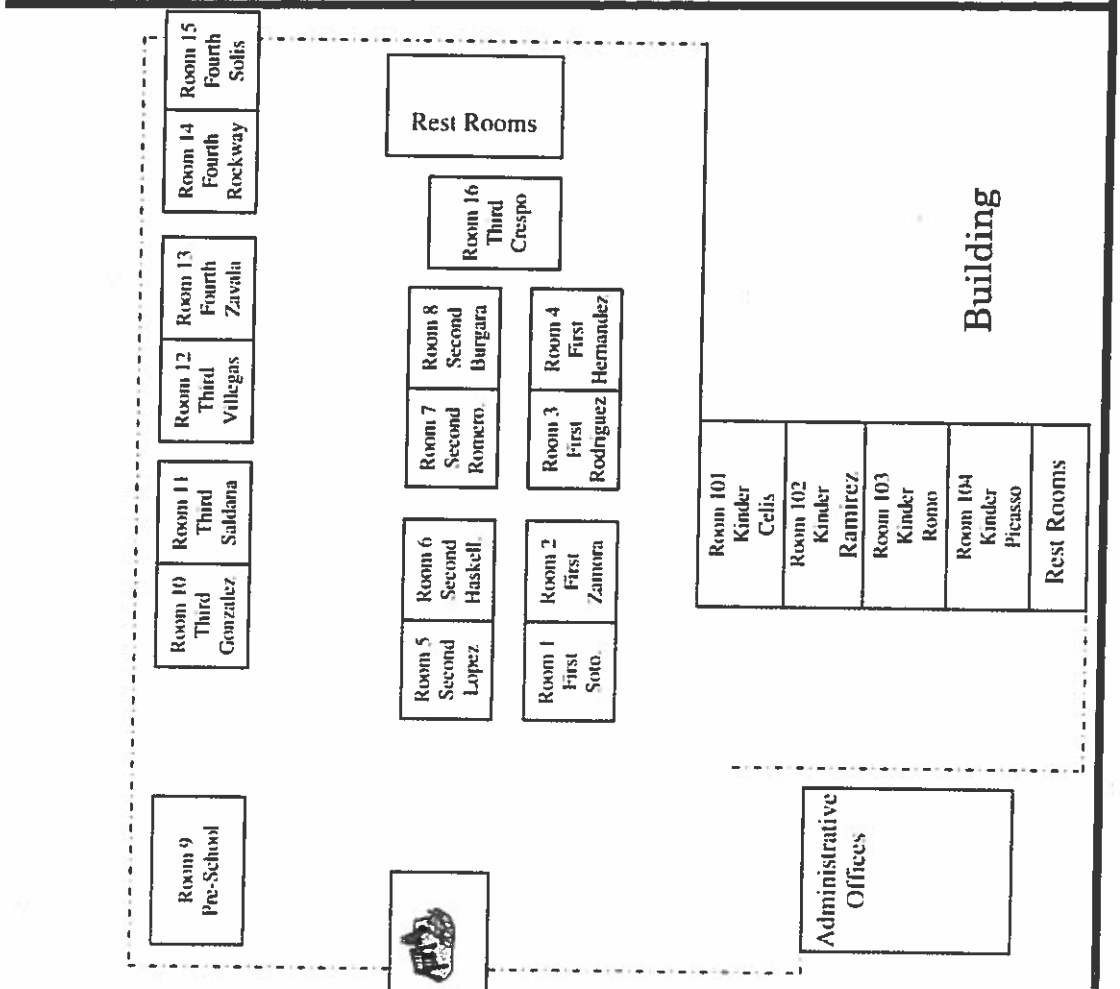 Room 15
Fourth
Solis
Room 14
Fourth
Rockway
Room 13
Fourth
Zavala
Room 12
Third
Villegas
Room 11
Third
Saldana
Room 10
Third
Gonzalez
Room 9
Pre-School
Rest Rooms
Room 16
Third
Crespo
Room 8
Second
Burgara
Room 7
Second
Romero.
Room 6
Second
Haskell.
Room 5
Second
Lopez
Room 4
First
Hernandez
Room 3
First
Rodriguez
Room 2
First
Zamora
Room 1
First
Soto.
Building
Room 101
Kinder
Celis
Room 102
Kinder
Ramirez
Room 103
Kinder
Romo
Room 104
Kinder
Picasso
Rest Rooms
Administrative
Offices